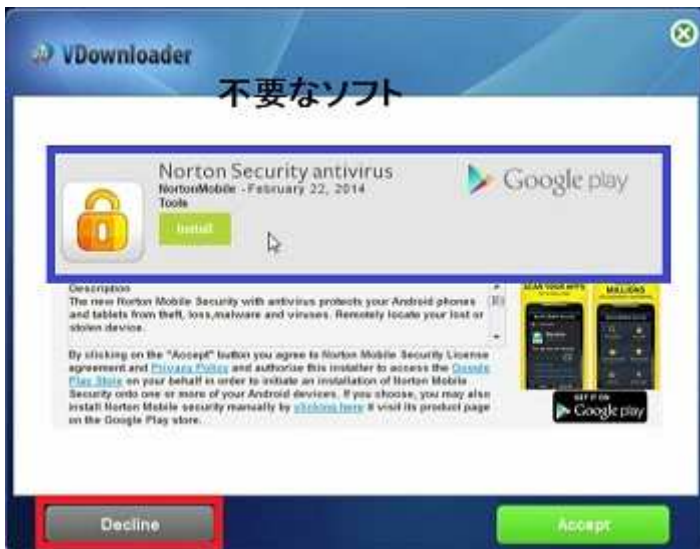 VDownloader
不要なソフト
Norton Security antivirus
NortonMobile - February 22, 2014
Tools
Install
Google play
Description
The new Norton Mobile Security with antivirus protects your Android phones
and tablets from theft, loss,malware and viruses. Remotely locate your lost or
stolen device.
By clicking on the "Accept" button you agree to Norton Mobile Security License
agreement and Privacy Policy and authorise this installer to access the Google
Play Store on your behalf in order to initiate an installation of Norton Mobile
Security onto one or more of your Android devices. If you choose, you may also
install Norton Mobile security manually by clicking here & visit its product page
on the Google Play store.
SCAN YOUR APPS
MILLIONS
GET IT ON
Google play
Decline
Accept